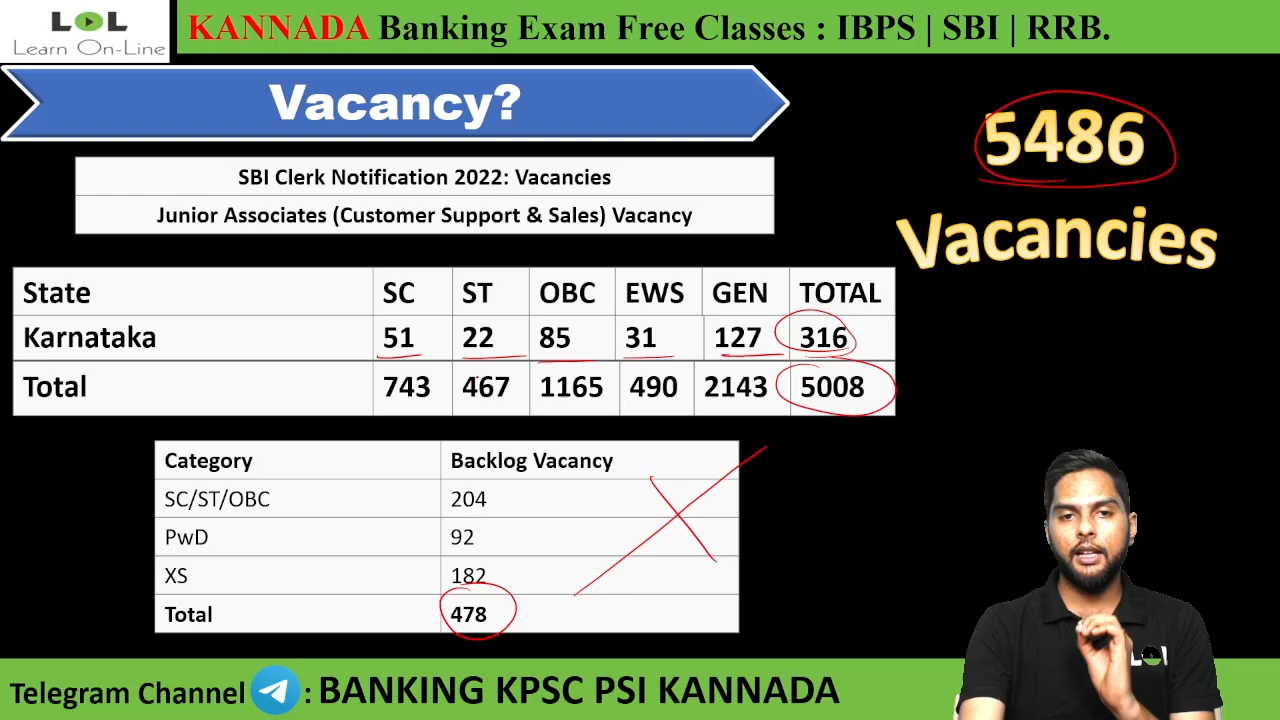 LOL
Learn On-Line
KANNADA Banking Exam Free Classes : IBPS | SBI | RRB.
Vacancy?
5486
Vacancies
SBI Clerk Notification 2022: Vacancies
Junior Associates (Customer Support & Sales) Vacancy
State SC ST OBC EWS GEN TOTAL
Karnataka 51 22 85 31 127 316
Total 743 467 1165 490 2143 5008
Category Backlog Vacancy
SC/ST/OBC 204
PwD 92
XS 182
Total 478
LOL
Telegram Channel : BANKING KPSC PSI KANNADA